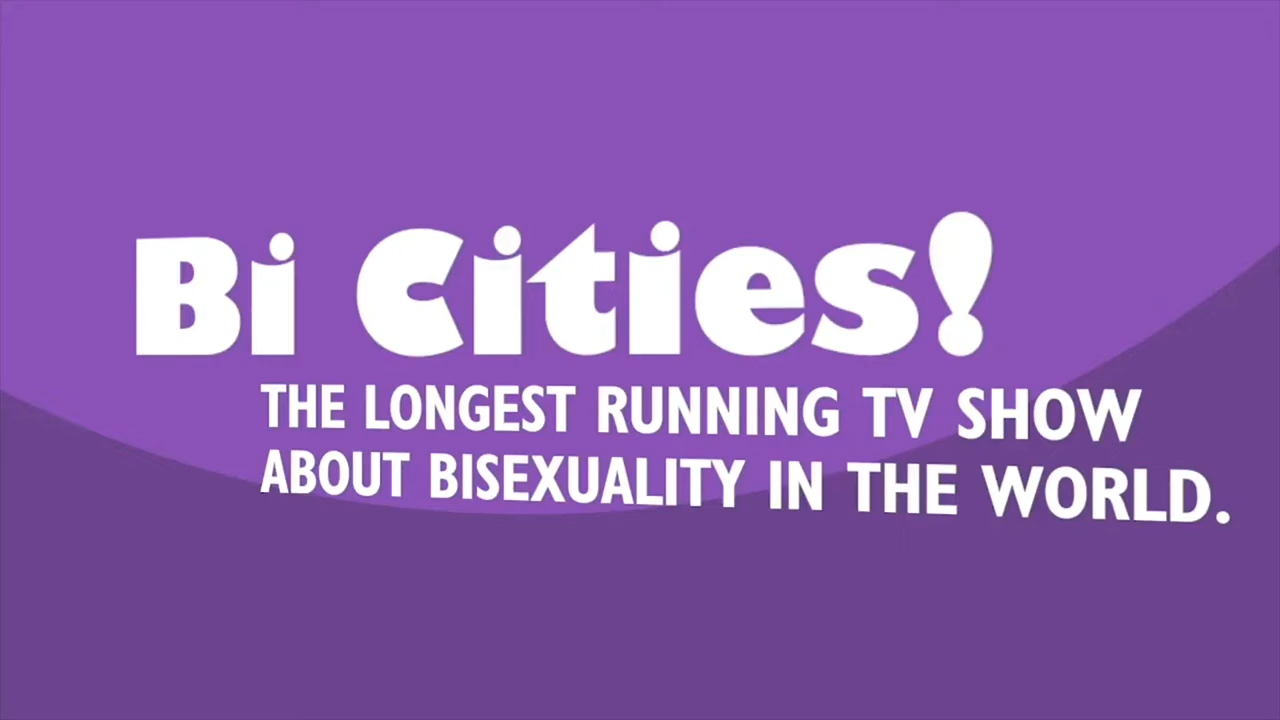 Bi Cities!
THE LONGEST RUNNING TV SHOW
ABOUT BISEXUALITY IN THE WORLD.